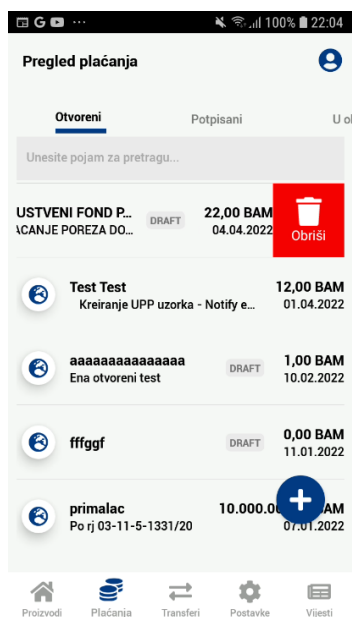 100% 22:04
Pregled plaćanja
Otvoreni Potpisani U ol
Unesite pojam za pretragu...
USTVENI FOND P... DRAFT 22,00 BAM
ACANJE POREZA DO... 04.04.2022
Obriši
Test Test 12,00 BAM
Kreiranje UPP uzorka - Notify e... 01.04.2022
aaaaaaaaaaaaaaa DRAFT 1,00 BAM
Ena otvoreni test 10.02.2022
fffggf DRAFT 0,00 BAM
11.01.2022
primalac 10.000.0 AM
Po rj 03-11-5-1331/20 07.01.2022
Proizvodi Plaćanja Transferi Postavke Vijesti